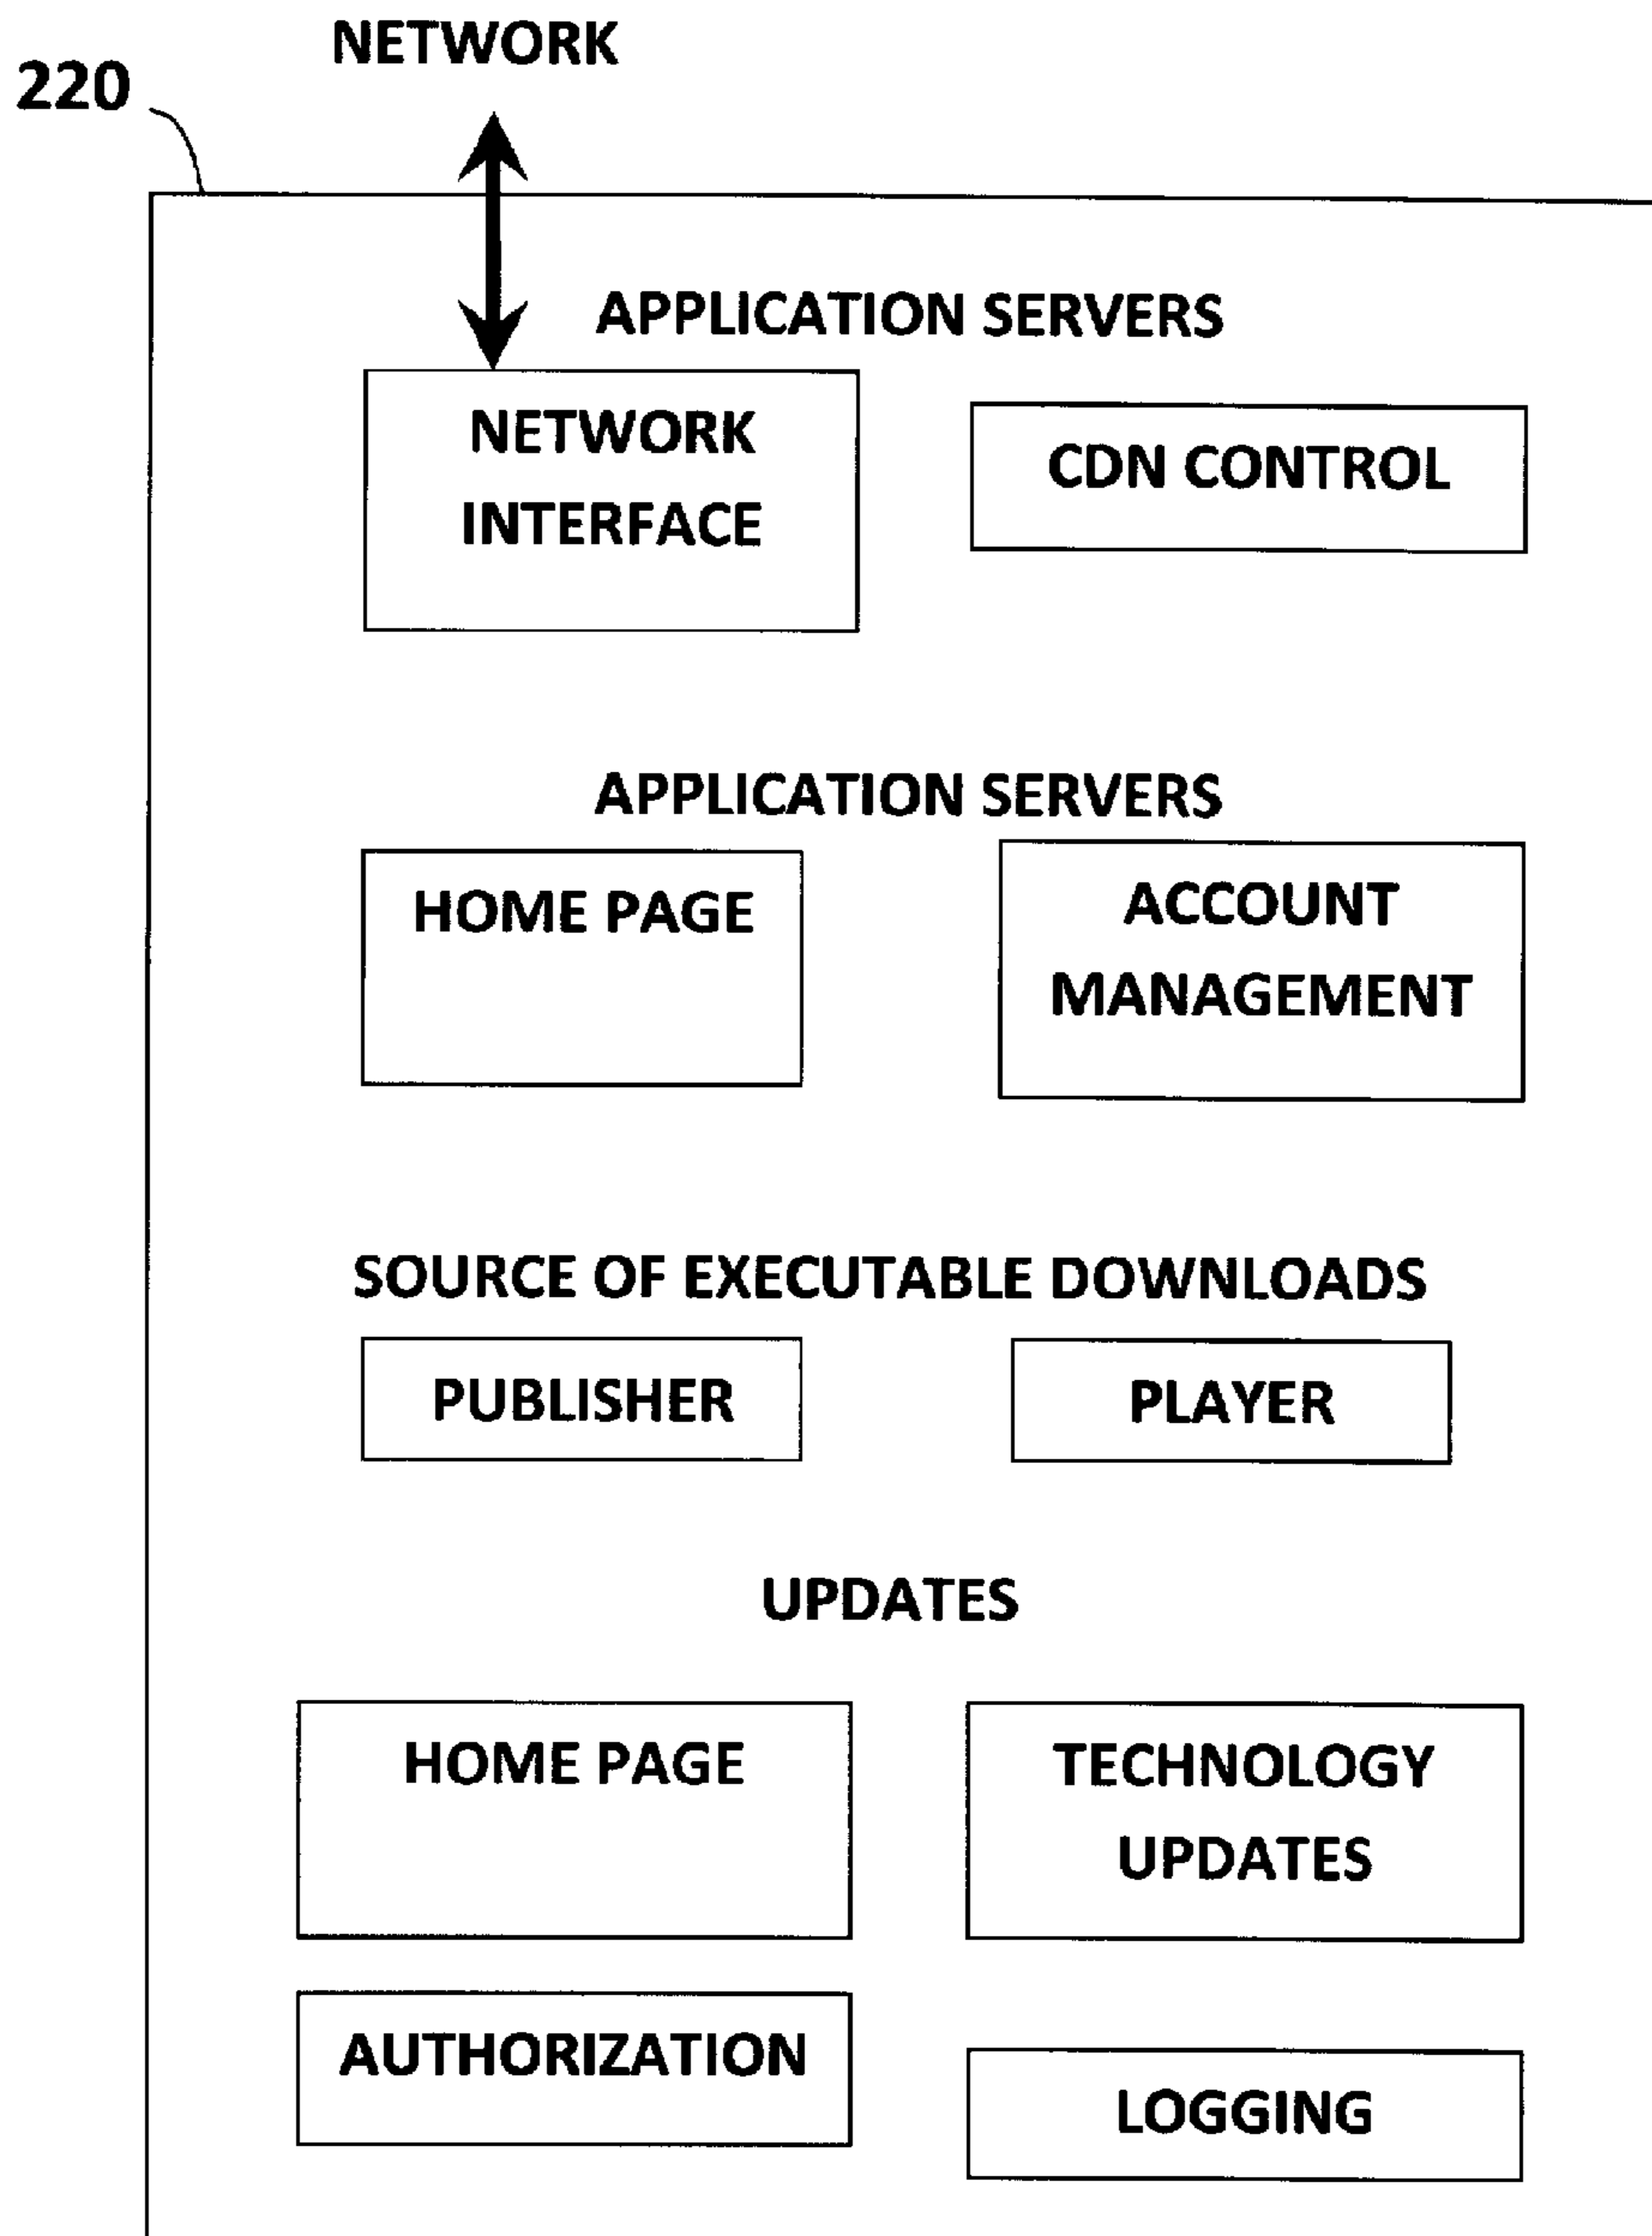 NETWORK
220
APPLICATION SERVERS
NETWORK
INTERFACE
CDN CONTROL
APPLICATION SERVERS
HOME PAGE
ACCOUNT
MANAGEMENT
SOURCE OF EXECUTABLE DOWNLOADS
PUBLISHER
PLAYER
UPDATES
HOME PAGE
TECHNOLOGY
UPDATES
AUTHORIZATION
LOGGING